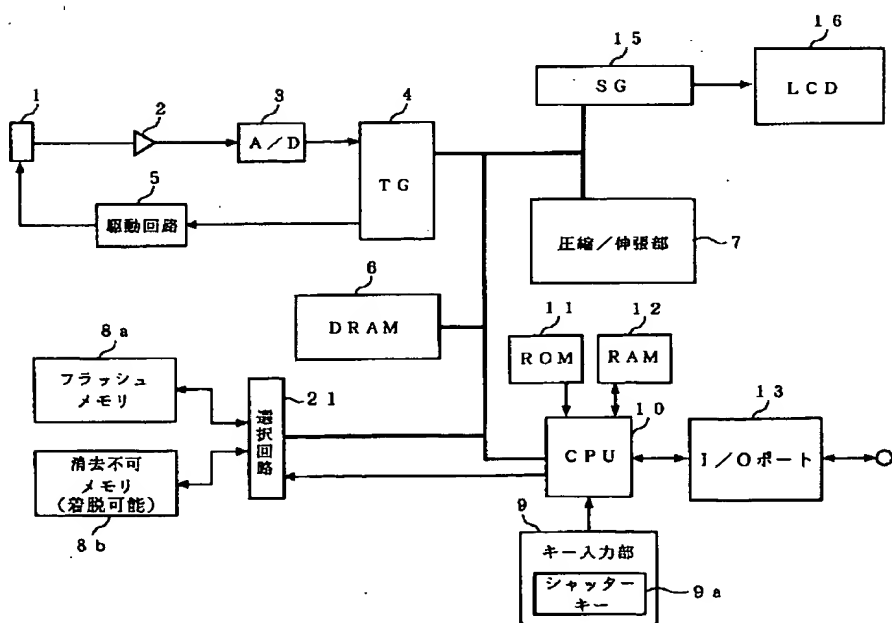 1
2
3
A/D
4
TG
5
駆動回路
15
SG
16
LCD
圧縮/伸張部
7
6
DRAM
8a
フラッシュ
メモリ
消去不可
メモリ
(着脱可能)
8b
21
選択回路
11
ROM
12
RAM
10
CPU
13
I/Oポート
9
キー入力部
シャッター
キー
9a